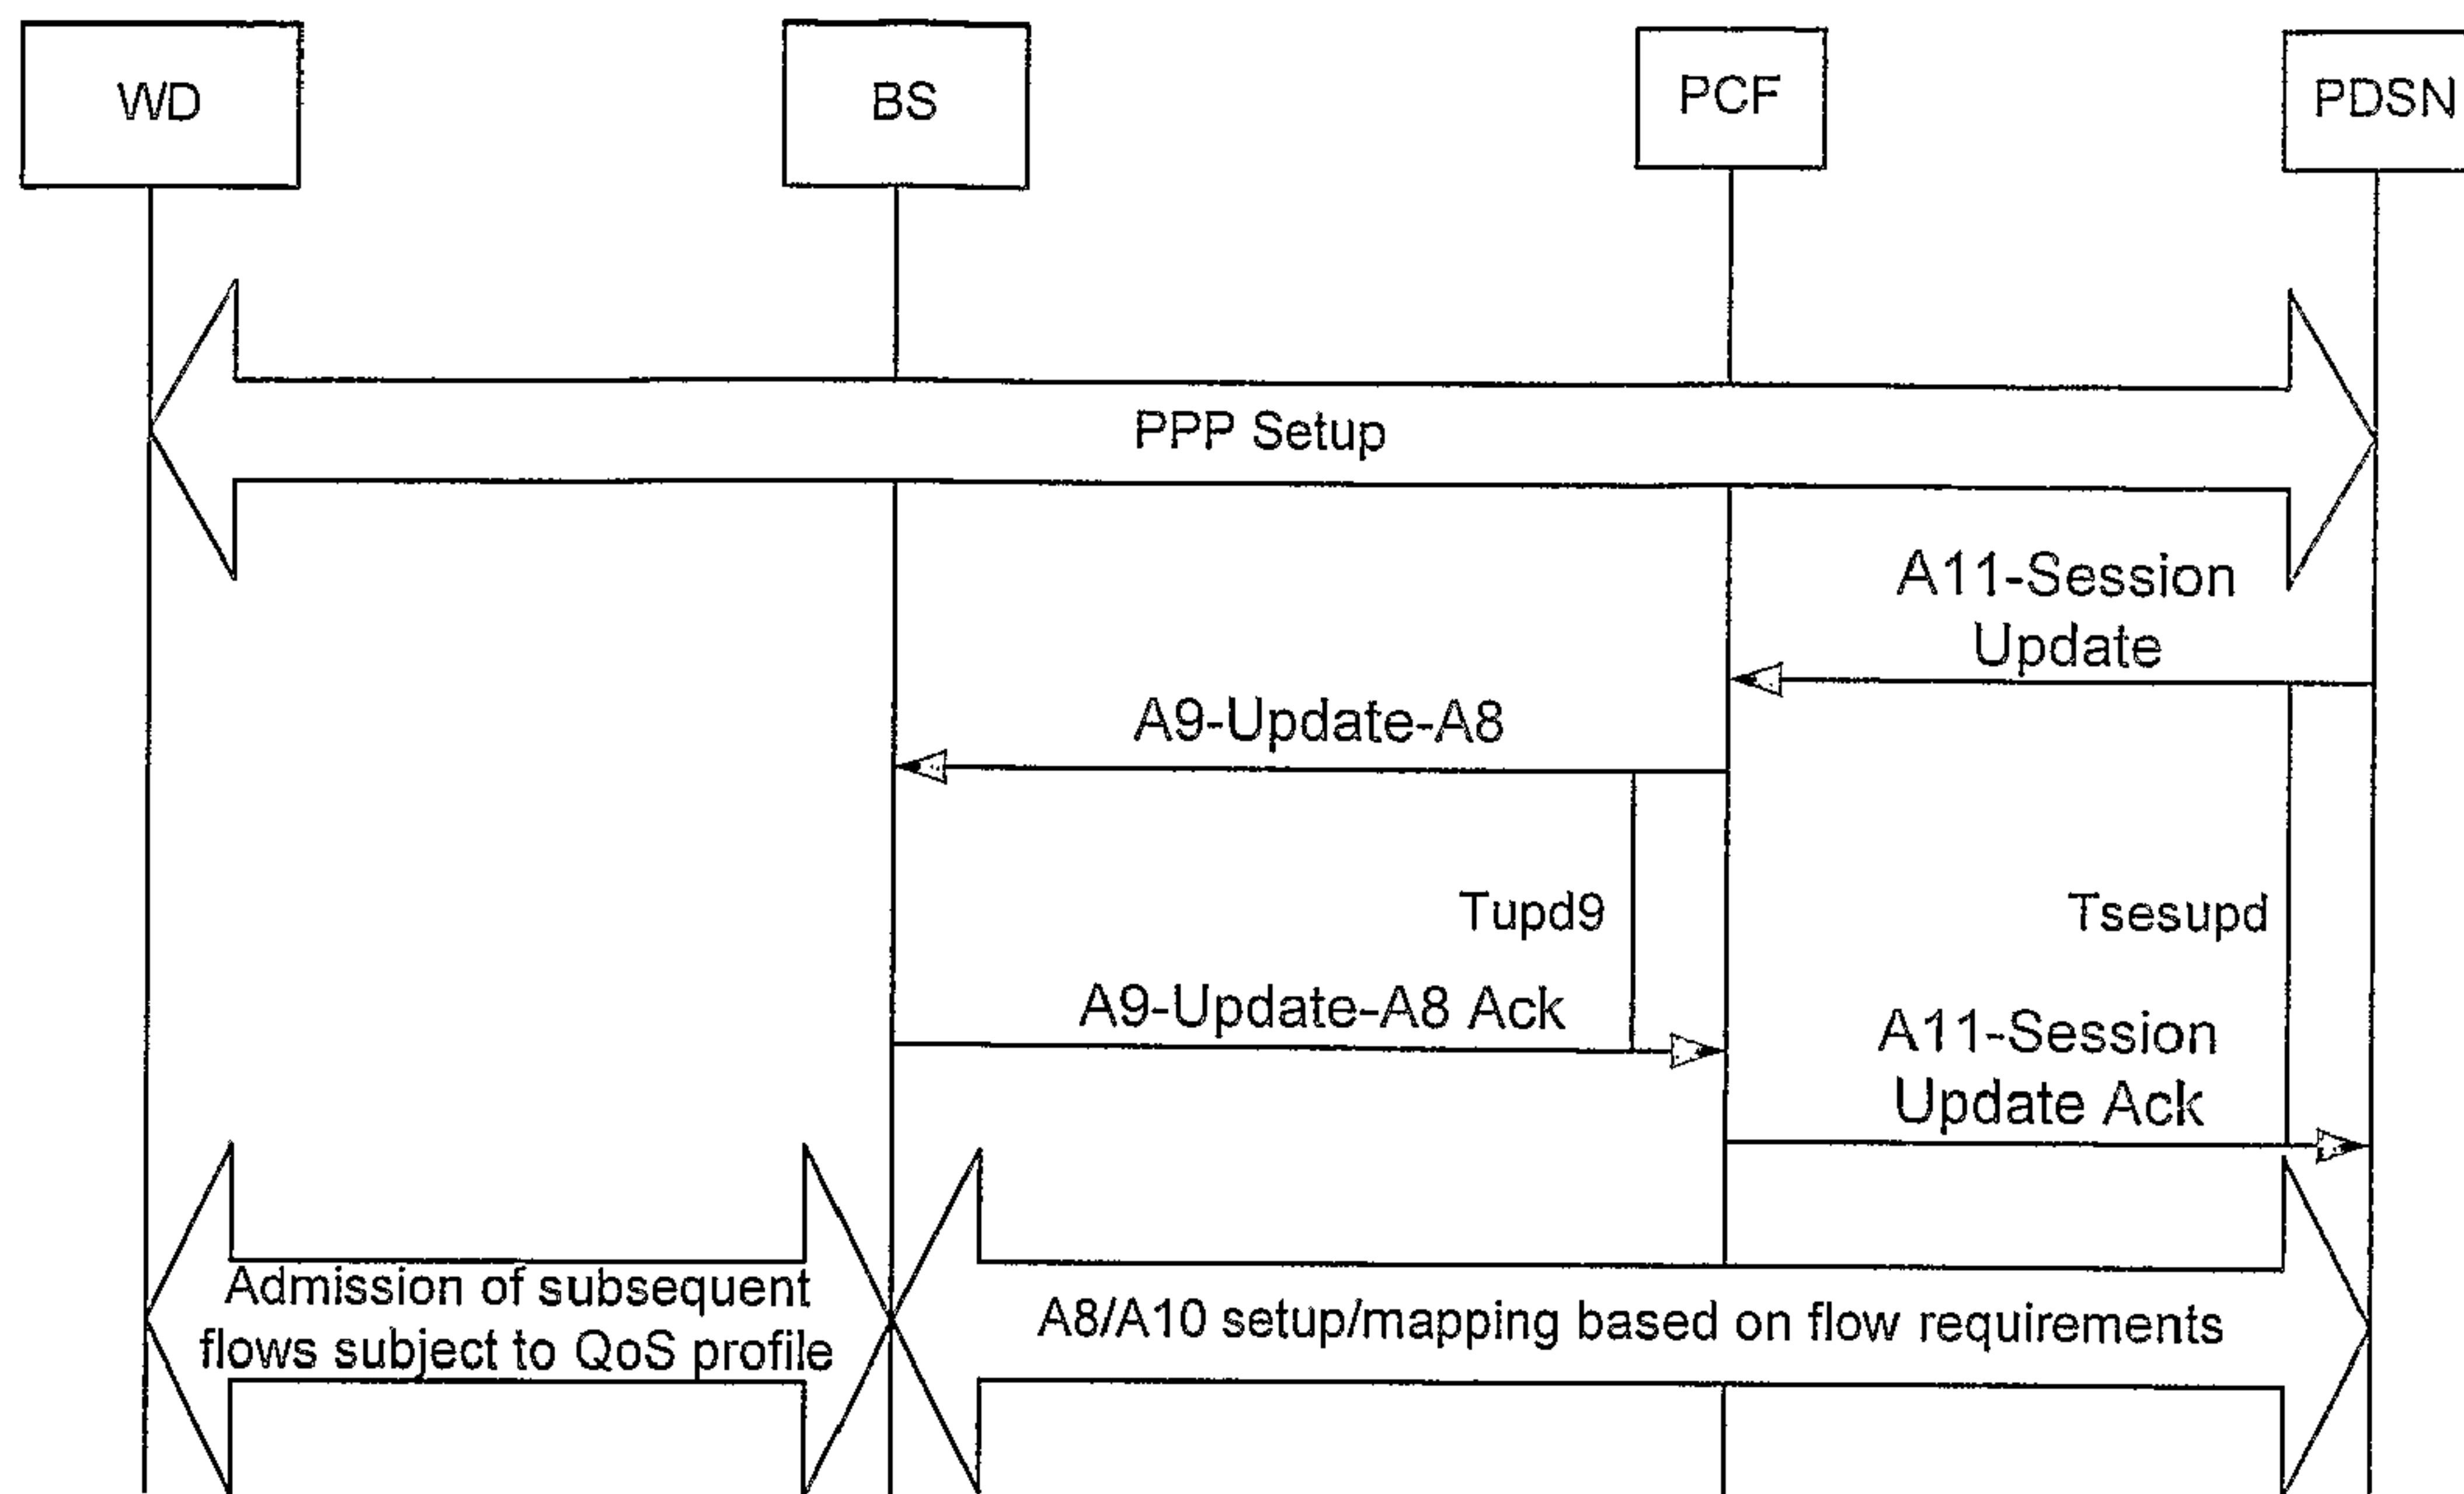 WD
BS
PCF
PDSN
PPP Setup
A11-Session
Update
A9-Update-A8
Tupd9
Tsesupd
A9-Update-A8 Ack
A11-Session
Update Ack
Admission of subsequent
flows subject to QoS profile
A8/A10 setup/mapping based on flow requirements